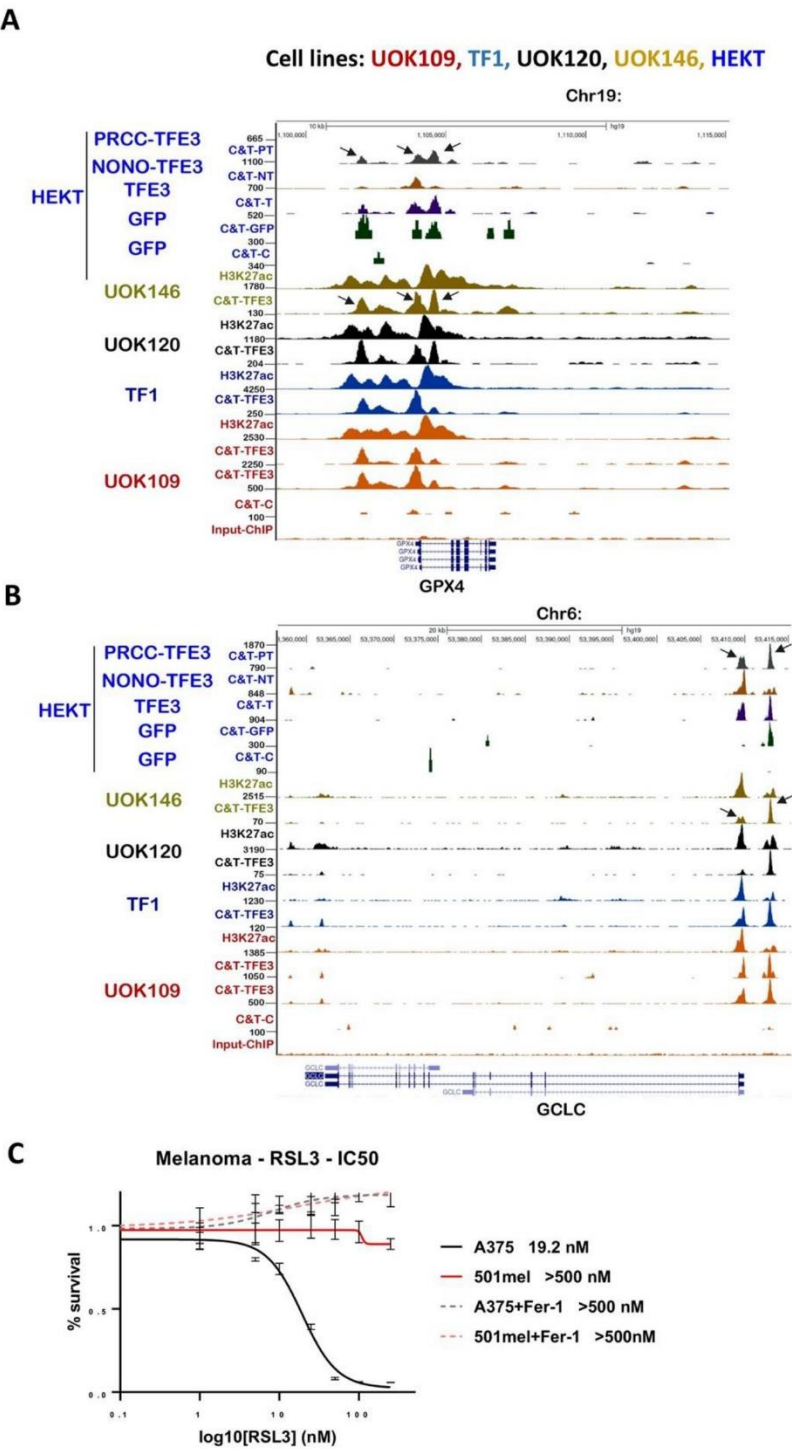 A
Cell lines: UOK109, TF1, UOK120, UOK146, HEKT
Chr19:
10 kb hg19
1,100,000 1,105,000 1,110,000 1,115,000
HEKT
PRCC-TFE3
NONO-TFE3
TFE3
GFP
GFP
UOK146
UOK120
TF1
UOK109
665
C&T-PT
1100
C&T-NT
700
C&T-T
520
C&T-GFP
300
C&T-C
340
H3K27ac
1780
C&T-TFE3
130
H3K27ac
1180
C&T-TFE3
204
H3K27ac
4250
C&T-TFE3
250
H3K27ac
2530
C&T-TFE3
2250
C&T-TFE3
500
C&T-C
100
Input-ChIP
GPX4
GPX4
GPX4
GPX4
GPX4
B
Chr6:
20 kb hg19
53,365,000 53,370,000 53,375,000 53,380,000 53,385,000 53,390,000 53,395,000 53,400,000 53,405,000 53,410,000 53,415,000
HEKT
PRCC-TFE3
NONO-TFE3
TFE3
GFP
GFP
UOK146
UOK120
TF1
UOK109
1870
C&T-PT
790
C&T-NT
848
C&T-T
904
C&T-GFP
300
C&T-C
90
H3K27ac
2515
C&T-TFE3
70
H3K27ac
3190
C&T-TFE3
75
H3K27ac
1230
C&T-TFE3
120
H3K27ac
1385
C&T-TFE3
1050
C&T-TFE3
500
C&T-C
100
Input-ChIP
GCLC
GCLC
GCLC
GCLC
GCLC
C
Melanoma - RSL3 - IC50
% survival
1.0
0.5
0.0
0.1 1 10 100
log10[RSL3] (nM)
A375 19.2 nM
501mel >500 nM
A375+Fer-1 >500 nM
501mel+Fer-1 >500nM